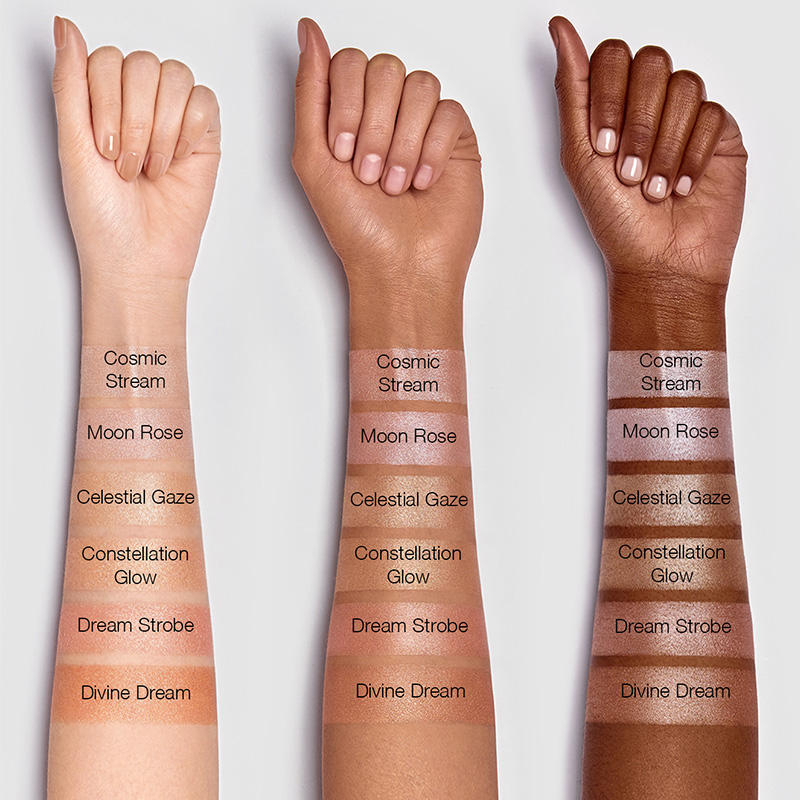 Cosmic
Stream
Moon Rose
Celestial Gaze
Constellation
Glow
Dream Strobe
Divine Dream
Cosmic
Stream
Moon Rose
Celestial Gaze
Constellation
Glow
Dream Strobe
Divine Dream
Cosmic
Stream
Moon Rose
Celestial Gaze
Constellation
Glow
Dream Strobe
Divine Dream